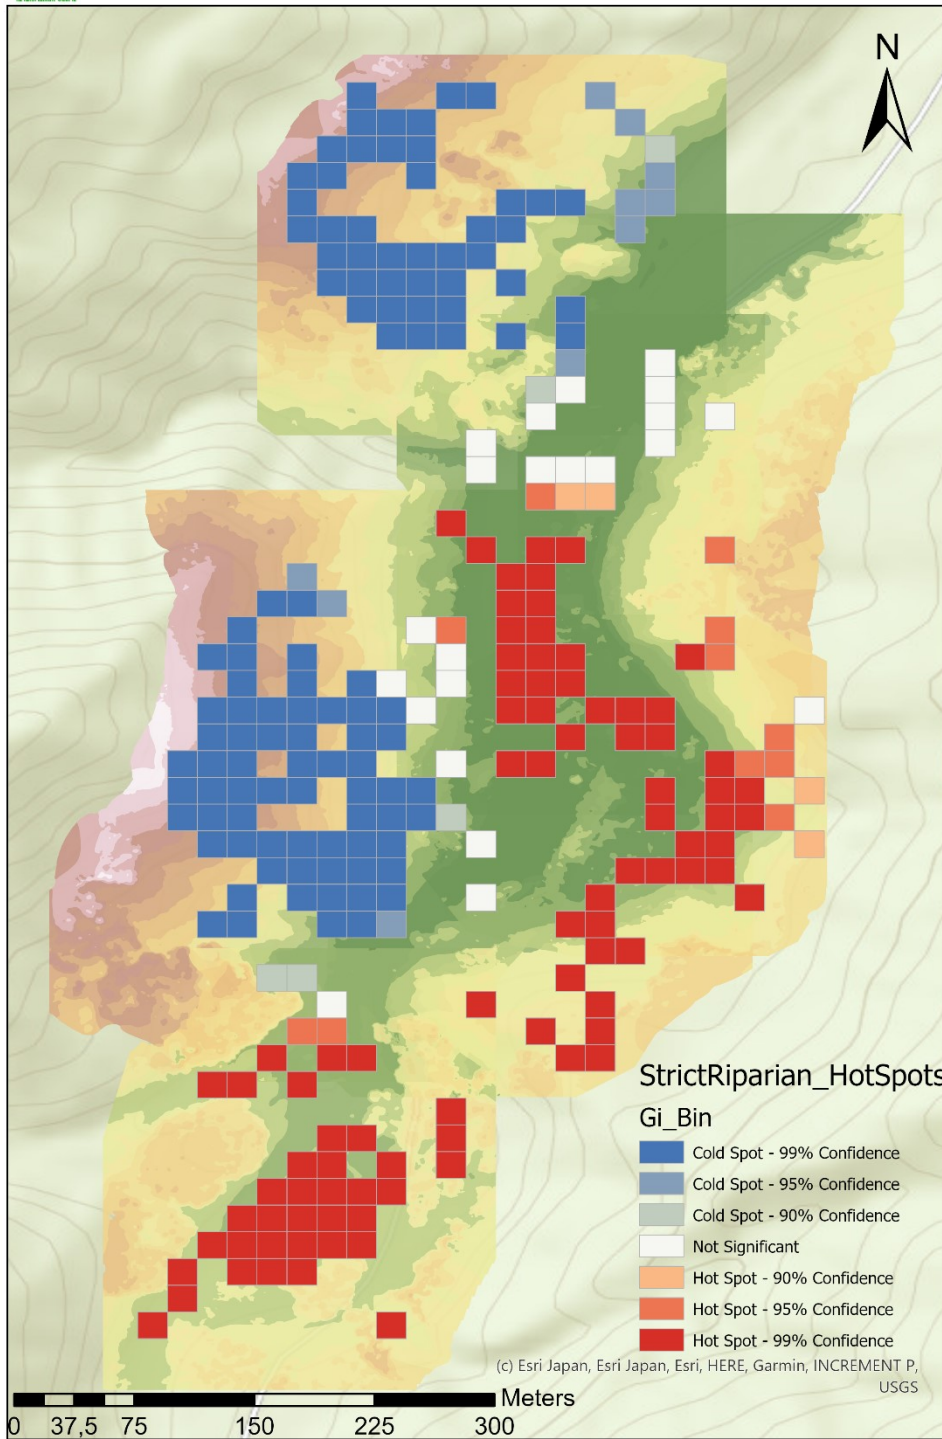 N
StrictRiparian_HotSpots
Gi_Bin
Cold Spot - 99% Confidence
Cold Spot - 95% Confidence
Cold Spot - 90% Confidence
Not Significant
Hot Spot - 90% Confidence
Hot Spot - 95% Confidence
Hot Spot - 99% Confidence
(c) Esri Japan, Esri Japan, Esri, HERE, Garmin, INCREMENT P,
USGS
Meters
0 37,5 75 150 225 300